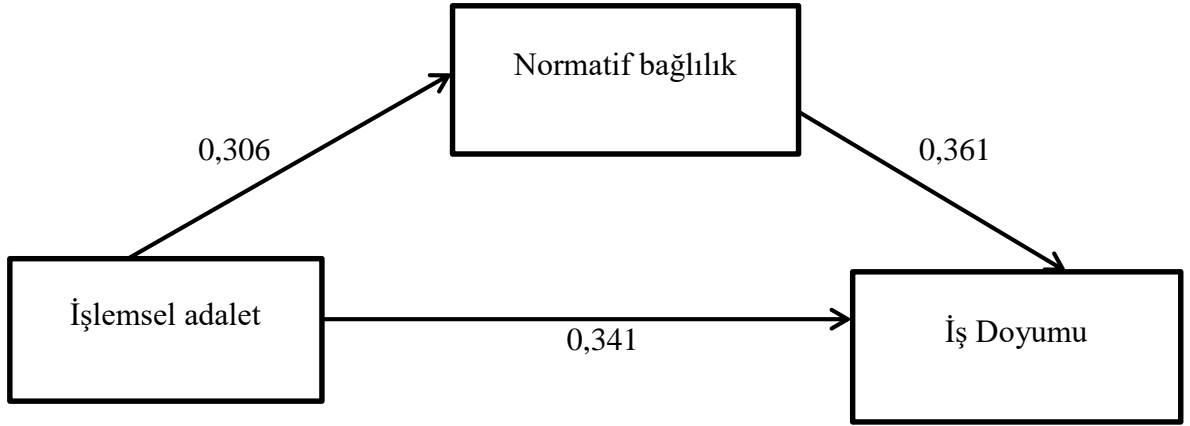 Normatif bağlılık
0,306
0,361
İşlemsel adalet
0,341
İş Doyumu